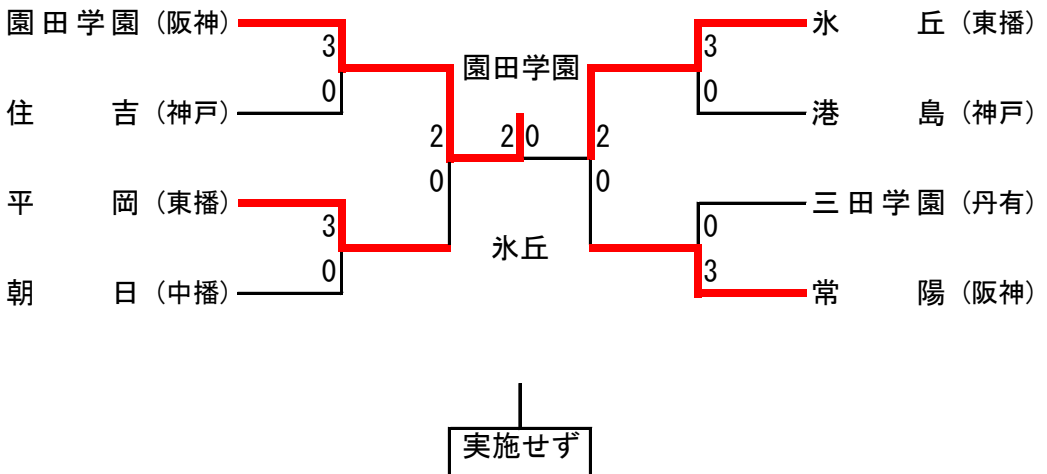 園田学園（阪神） 氷丘（東播）
3 3
園田学園
0 0
住吉（神戸） 港島（神戸）
2 2 0 2
0 0
平岡（東播） 三田学園（丹有）
3 0
氷丘
0 3
朝日（中播） 常陽（阪神）
実施せず